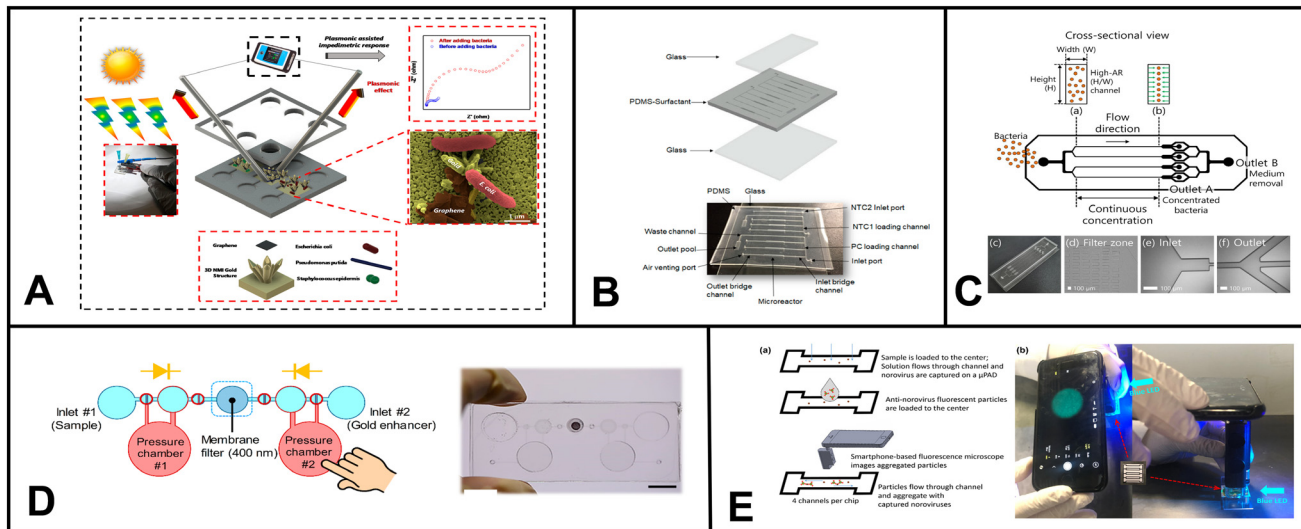 Plasmonic assisted
impedimetric response
After adding bacteria
Before adding bacteria
Z' (ohm)
Plasmonic
effect
Gold
E. coli
Graphene
1 µm
Graphene
Escherichia coli
Pseudomonas putida
3D NMI Gold
Structure
Staphylococcus epidermis
A
Glass
PDMS-Surfactant
Glass
PDMS
Glass
NTC2 Inlet port
NTC1 loading channel
Waste channel
PC loading channel
Outlet pool
Inlet port
Air venting port
Outlet bridge
channel
Inlet bridge
channel
Microreactor
B
Cross-sectional view
Width (W)
Height
(H)
High-AR
(H/W)
channel
(a)
(b)
Flow
direction
Bacteria
Outlet B
Medium
removal
Outlet A
Concentrated
bacteria
Continuous
concentration
(c)
(d) Filter zone
(e) Inlet
(f) Outlet
100 µm
100 µm
100 µm
C
Inlet #1
(Sample)
Pressure
chamber
#1
Membrane
filter (400 nm)
Pressure
chamber
#2
Inlet #2
(Gold enhancer)
D
(a)
Sample is loaded to the center;
Solution flows through channel and
norovirus are captured on a µPAD
Anti-norovirus fluorescent particles
are loaded to the center
Smartphone-based fluorescence microscope
images aggregated particles
Particles flow through channel
and aggregate with
captured noroviruses
4 channels per chip
(b)
Blue LED
Blue LED
E